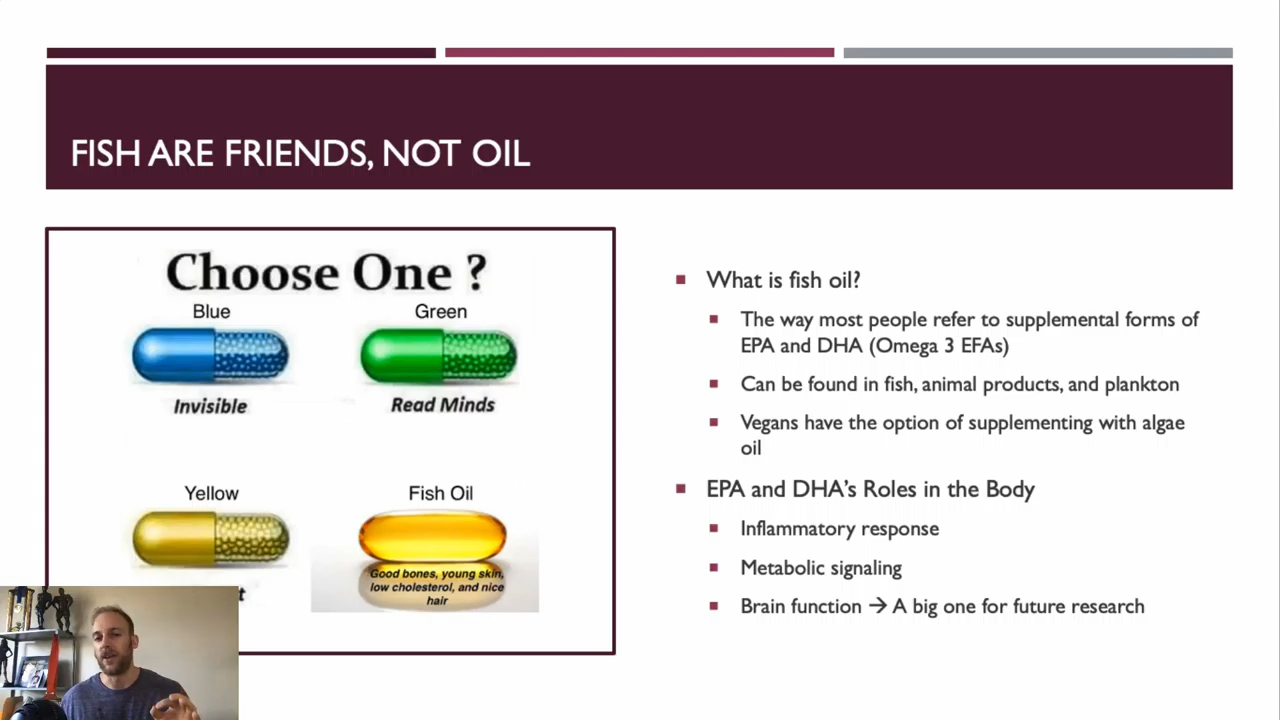 FISH ARE FRIENDS, NOT OIL
Choose One ?
Blue
Green
Invisible
Read Minds
Yellow
Fish Oil
Good bones, young skin,
low cholesterol, and nice
hair
What is fish oil?
The way most people refer to supplemental forms of
EPA and DHA (Omega 3 EFAs)
Can be found in fish, animal products, and plankton
Vegans have the option of supplementing with algae
oil
EPA and DHA’s Roles in the Body
Inflammatory response
Metabolic signaling
Brain function → A big one for future research